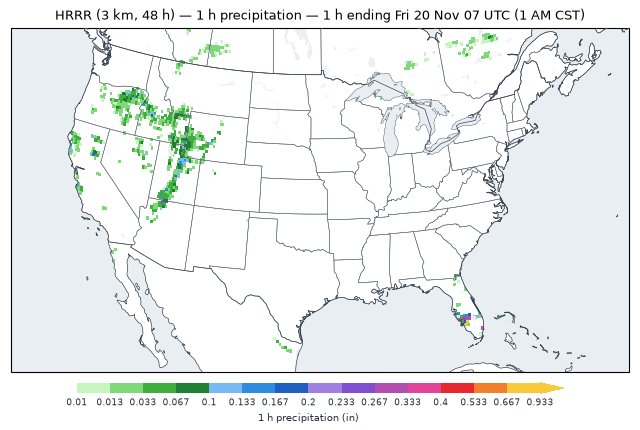 HRRR (3 km, 48 h) — 1 h precipitation — 1 h ending Fri 20 Nov 07 UTC (1 AM CST)
0.01 0.013 0.033 0.067 0.1 0.133 0.167 0.2 0.233 0.267 0.333 0.4 0.533 0.667 0.933
1 h precipitation (in)